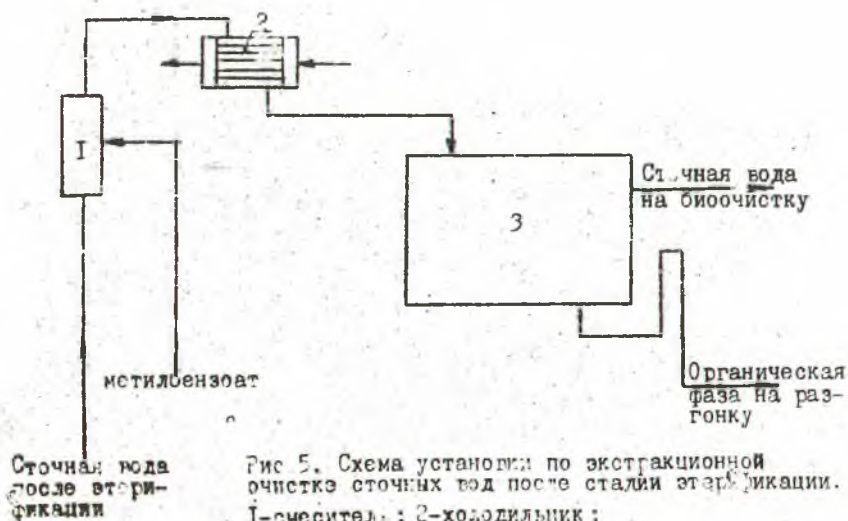 2
I
3
Сточная вода
на биоочистку
метилбензоат
Органическая
фаза на раз-
гонку
Сточная вода
после этери-
фикации
Рис 5. Схема установки по экстракционной
очистке сточных вод после стадии этерификации.
I-смеситель; 2-холодильник;